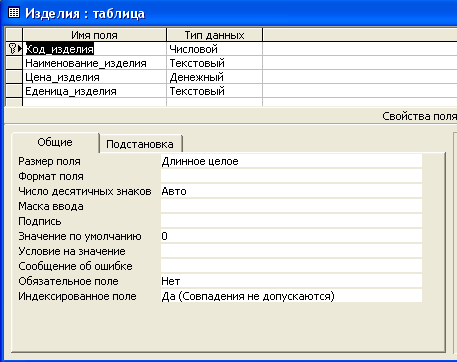 Изделия : таблица
Имя поля Тип данных
Код_изделия Числовой
Наименование_изделия Текстовый
Цена_изделия Денежный
Еденица_изделия Текстовый
Свойства поля
Общие Подстановка
Размер поля Длинное целое
Формат поля
Число десятичных знаков Авто
Маска ввода
Подпись
Значение по умолчанию 0
Условие на значение
Сообщение об ошибке
Обязательное поле Нет
Индексированное поле Да (Совпадения не допускаются)